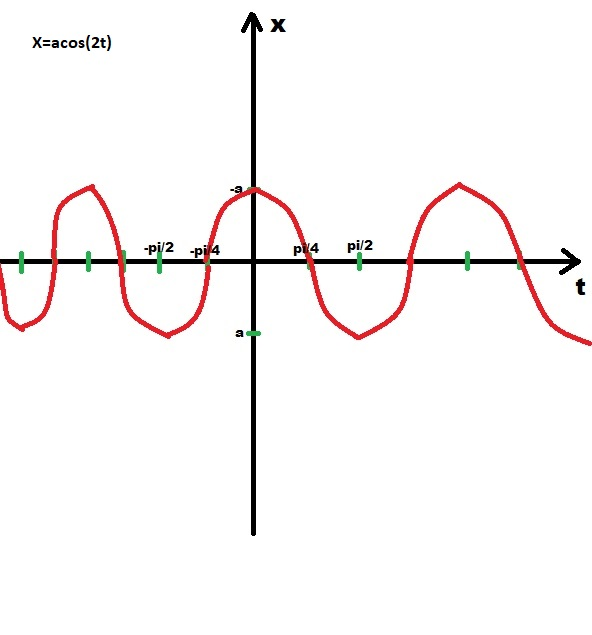 x
X=acos(2t)
-a
-pi/2
-pi/4
pi/4
pi/2
t
a